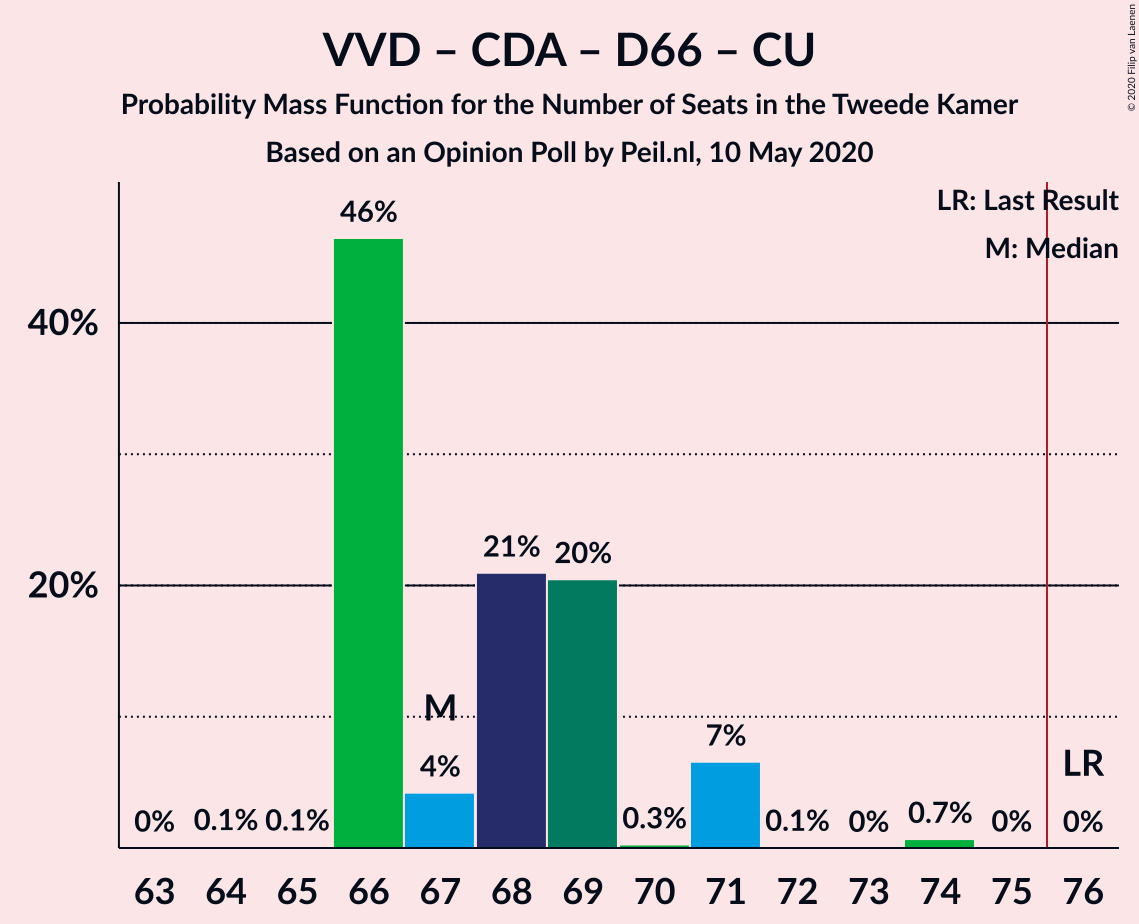 VVD – CDA – D66 – CU
Probability Mass Function for the Number of Seats in the Tweede Kamer
Based on an Opinion Poll by Peil.nl, 10 May 2020
© 2020 Filip van Laenen
LR: Last Result
M: Median
46%
40%
21%
20%
20%
M
7%
4%
LR
0%
0.1%
0.1%
0.3%
0.1%
0%
0.7%
0%
0%
63 64 65 66 67 68 69 70 71 72 73 74 75 76